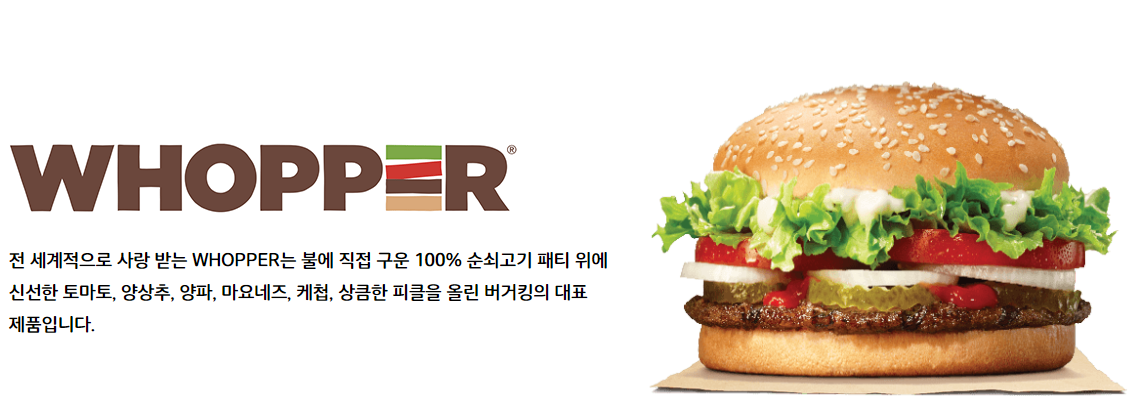 WHOPPER®
전 세계적으로 사랑 받는 WHOPPER는 불에 직접 구운 100% 순쇠고기 패티 위에
신선한 토마토, 양상추, 양파, 마요네즈, 케첩, 상큼한 피클을 올린 버거킹의 대표
제품입니다.